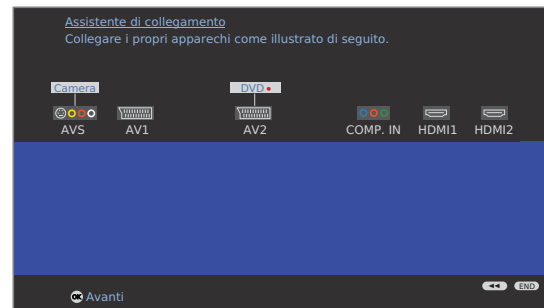 Assistente di collegamento
Collegare i propri apparechi come illustrato di seguito.
Camera DVD
AVS AV1 AV2 COMP. IN HDMI1 HDMI2
END
OK Avanti